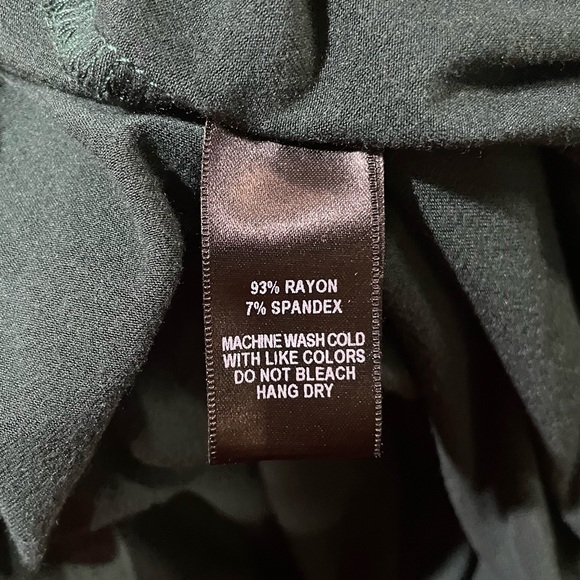 93% RAYON
7% SPANDEX
MACHINE WASH COLD
WITH LIKE COLORS
DO NOT BLEACH
HANG DRY